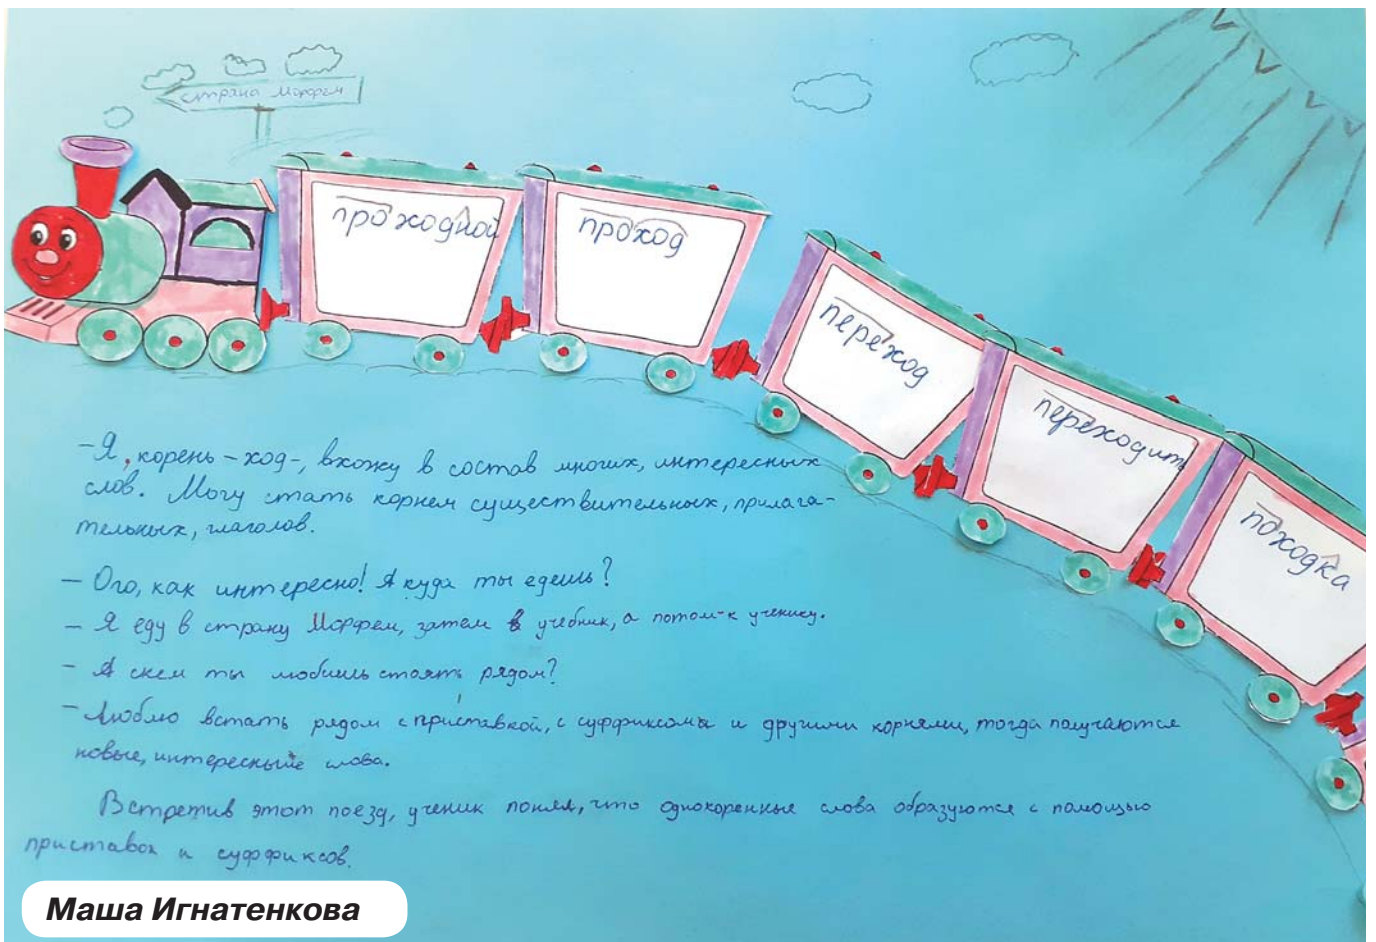 страна Морфем
проходной
проход
переход
переходить
походка
- Я, корень - ход-, вхожу в состав многих, интересных
слов. Могу стать корнем существительных, прилага-
тельных, глаголов.
- Ого, как интересно! А куда ты едешь?
- Я еду в страну Морфем, затем в учебник, а потом - к ученику.
- А с кем ты любишь стоять рядом?
- Люблю встать рядом с приставкой, с суффиксома и другими корнями, тогда получаются
новые, интересные слова.
Встретив этот поезд, ученик понял, что однокоренные слова образуются с помощью
приставок и суффиксов.
Маша Игнатенкова